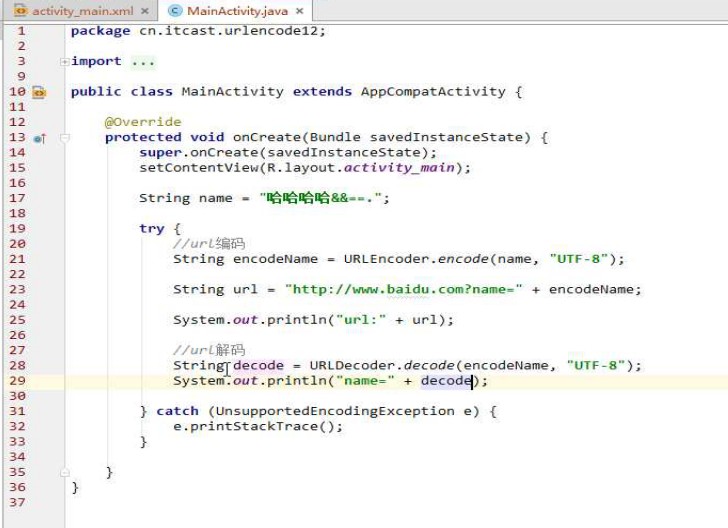 activity_main.xml × MainActivity.java ×
1 package cn.itcast.urlencode12;
2
3 import ...
9
10 public class MainActivity extends AppCompatActivity {
11
12 @Override
13 protected void onCreate(Bundle savedInstanceState) {
14 super.onCreate(savedInstanceState);
15 setContentView(R.layout.activity_main);
16
17 String name = "哈哈哈哈&&==.";
18
19 try {
20 //url编码
21 String encodeName = URLEncoder.encode(name, "UTF-8");
22
23 String url = "http://www.baidu.com?name=" + encodeName;
24
25 System.out.println("url:" + url);
26
27 //url解码
28 String decode = URLDecoder.decode(encodeName, "UTF-8");
29 System.out.println("name=" + decode);
30
31 } catch (UnsupportedEncodingException e) {
32 e.printStackTrace();
33 }
34
35 }
36 }
37